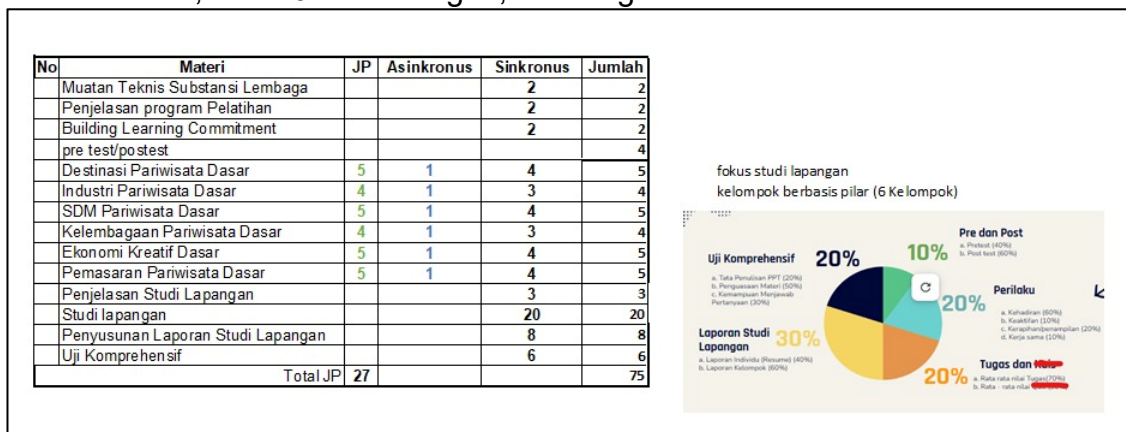 No Materi JP Asinkronus Sinkronus Jumlah
Muatan Teknis Substansi Lembaga 2 2
Penjelasan program Pelatihan 2 2
Building Learning Commitment 2 2
pre test/postest 4
Destinasi Pariwisata Dasar 5 1 4 5
Industri Pariwisata Dasar 4 1 3 4
SDM Pariwisata Dasar 5 1 4 5
Kelembagaan Pariwisata Dasar 4 1 3 4
Ekonomi Kreatif Dasar 5 1 4 5
Pemasaran Pariwisata Dasar 5 1 4 5
Penjelasan Studi Lapangan 3 3
Studi lapangan 20 20
Penyusunan Laporan Studi Lapangan 8 8
Uji Komprehensif 6 6
Total JP 27 75
fokus studi lapangan
kelompok berbasis pilar (6 Kelompok)
Uji Komprehensif 20%
a. Tata Penulisan PPT (20%)
b. Penguasaan Materi (50%)
c. Kemampuan Menjawab
Pertanyaan (30%)
10% Pre dan Post
a. Pretest (40%)
b. Post test (60%)
20% Perilaku
a. Kehadiran (60%)
b. Keaktifan (10%)
c. Kerapihan/penampilan (20%)
d. Kerja sama (10%)
Laporan Studi
Lapangan 30%
a. Laporan Individu (Resume) (40%)
b. Laporan Kelompok (60%)
20% Tugas dan
a. Rata rata nilai Tugas(70%)
b. Rata - rata nilai